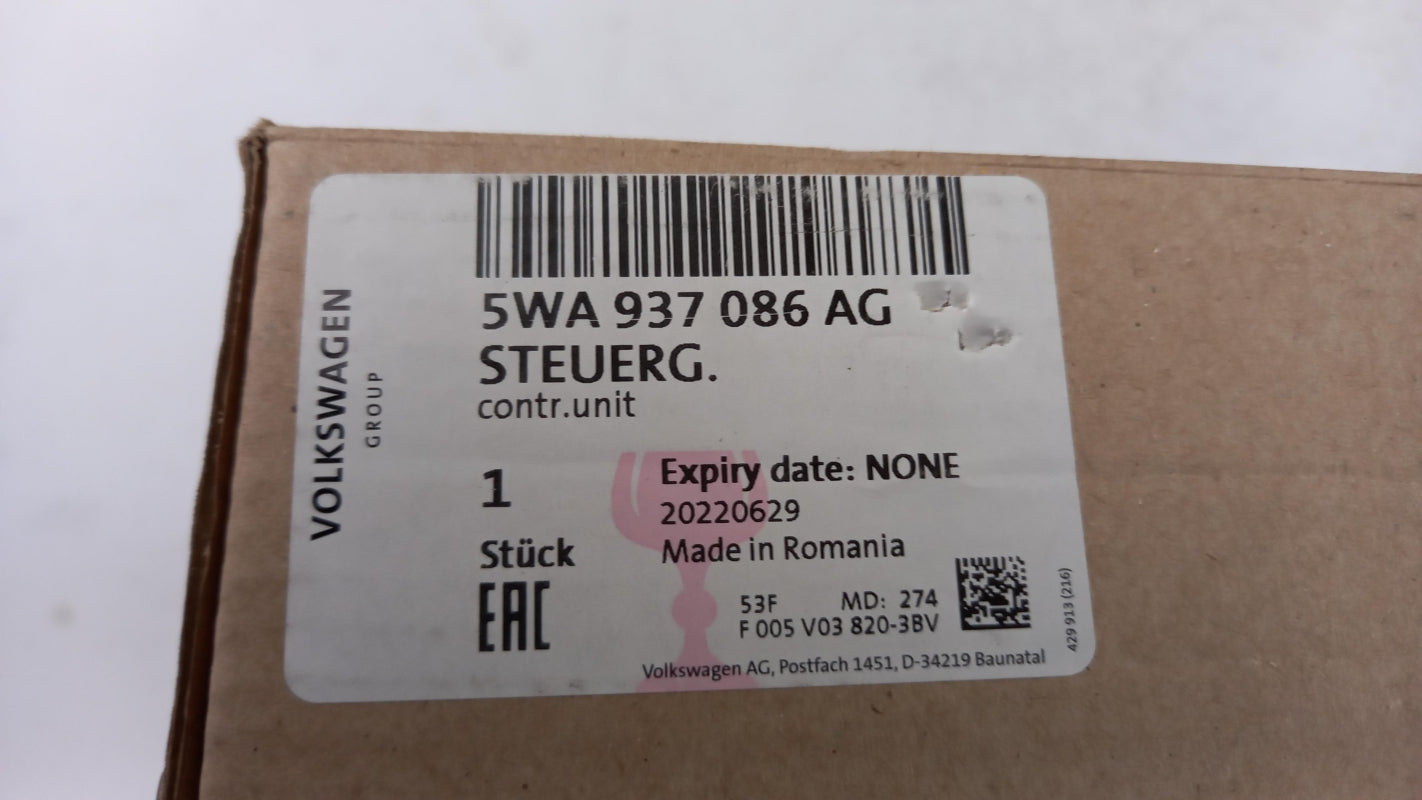 VOLKSWAGEN
GROUP
5WA 937 086 AG
STEUERG.
contr.unit
1
Stück
EAC
Expiry date: NONE
20220629
Made in Romania
53F MD: 274
F 005 V03 820-3BV
Volkswagen AG, Postfach 1451, D-34219 Baunatal
429 913 (216)